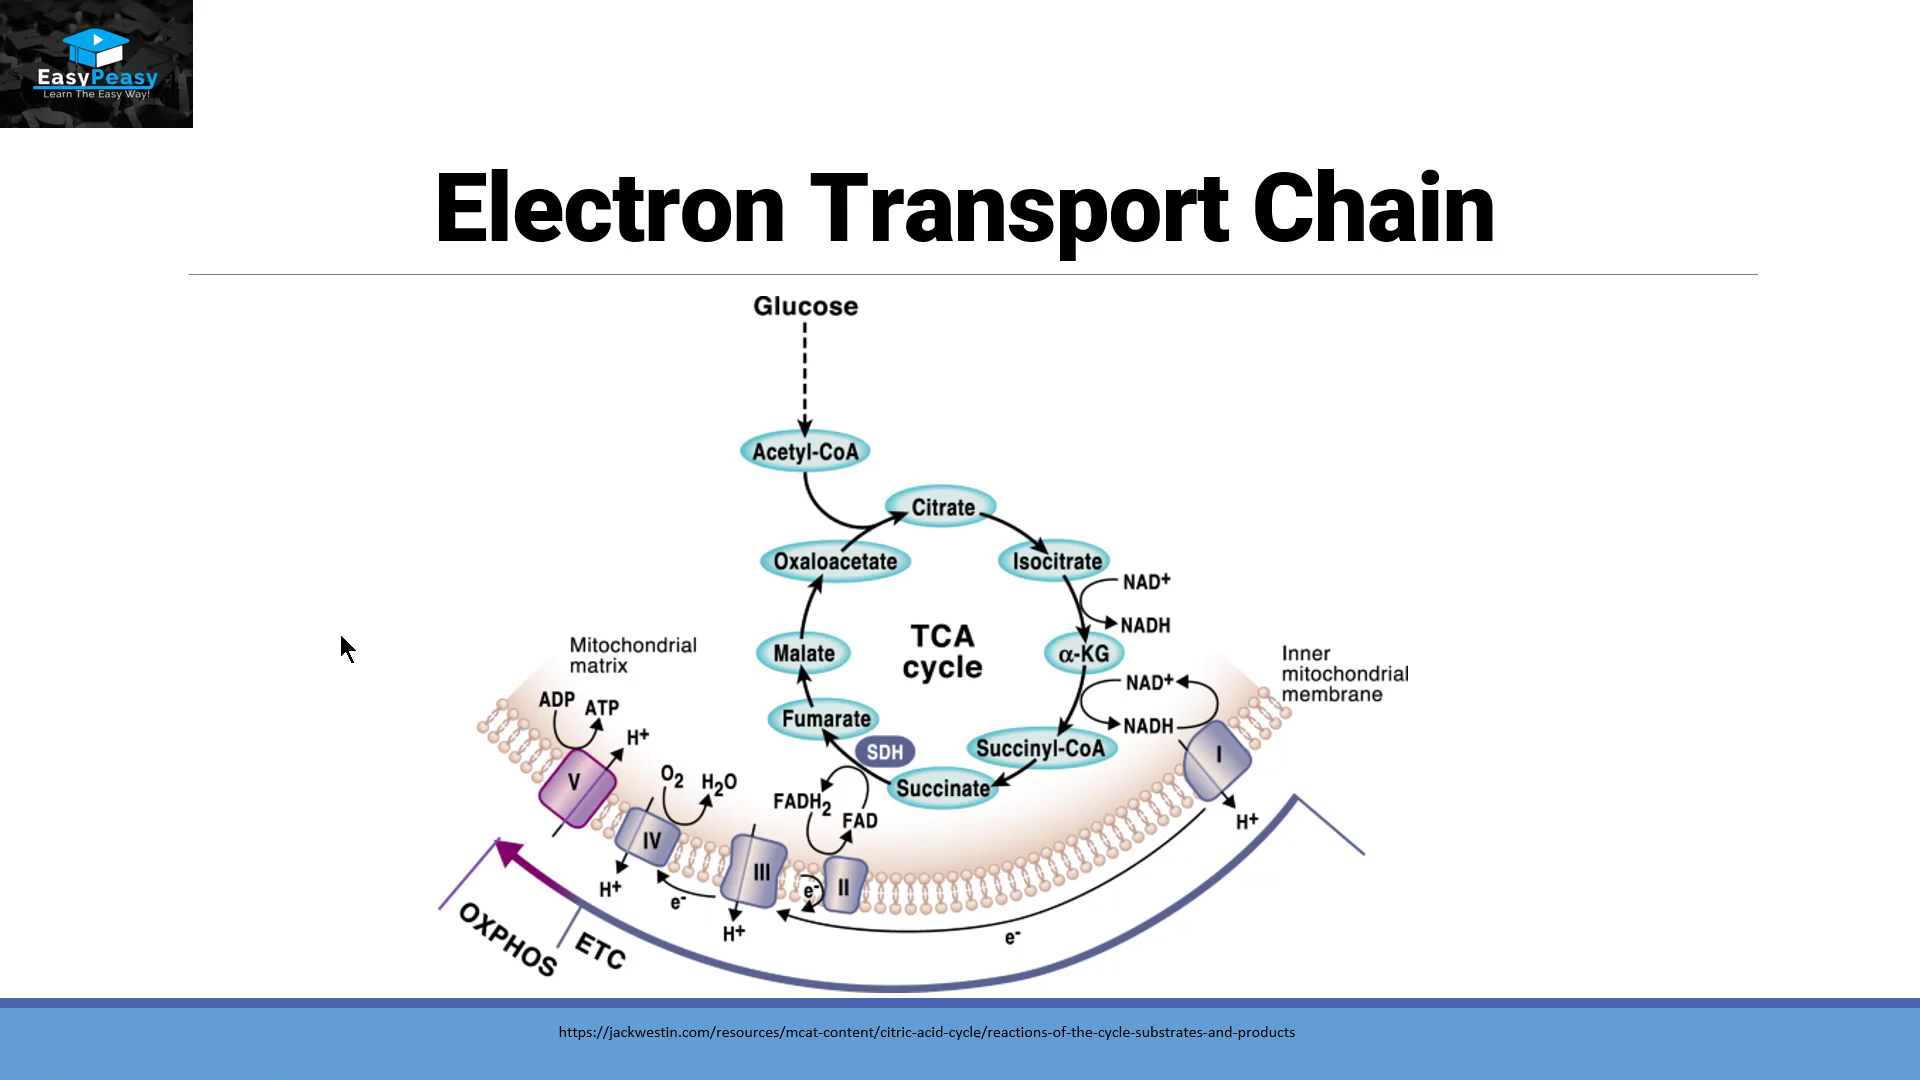 EasyPeasy
Learn The Easy Way!
Electron Transport Chain
Glucose
Acetyl-CoA
Citrate
Oxaloacetate
Isocitrate
NAD+
NADH
TCA
cycle
Malate
α-KG
Mitochondrial
matrix
Inner
mitochondrial
membrane
NAD+
NADH
ADP
ATP
H+
Fumarate
SDH
Succinyl-CoA
Succinate
I
H+
V
O2
H2O
FADH2
FAD
IV
III
e-
II
H+
e-
H+
e-
OXPHOS
ETC
https://jackwestin.com/resources/mcat-content/citric-acid-cycle/reactions-of-the-cycle-substrates-and-products